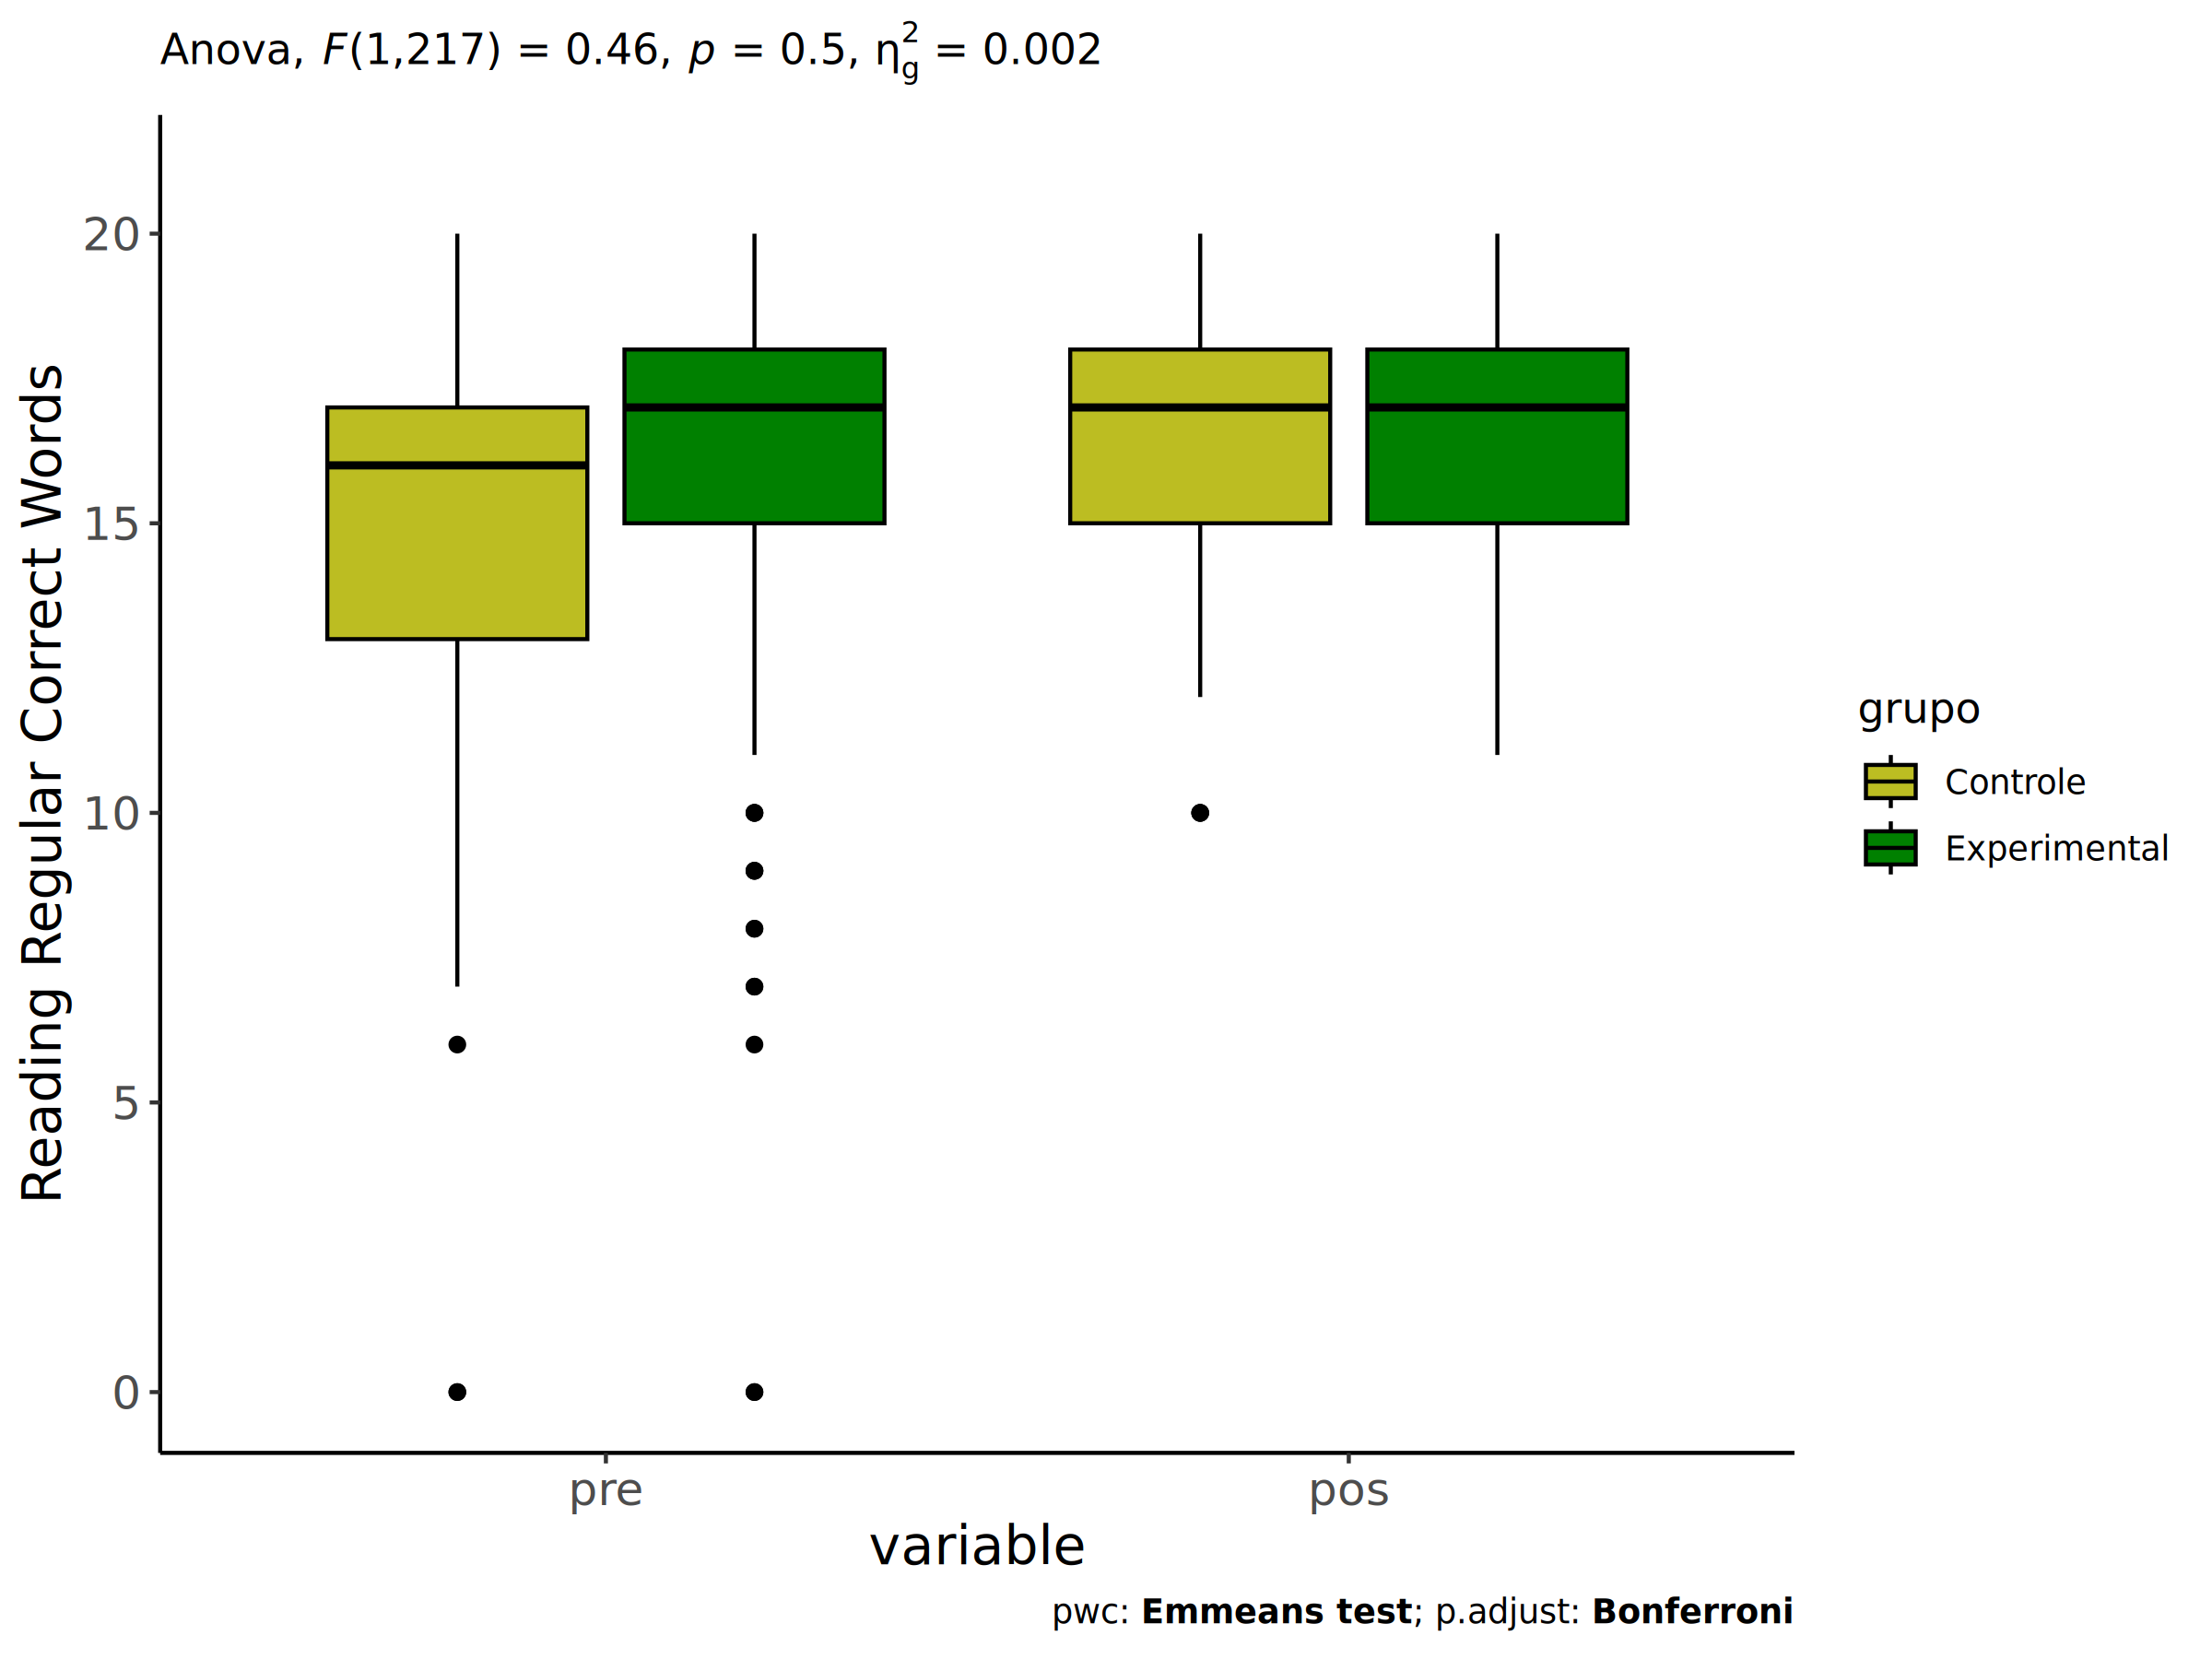 Anova, F(1,217) = 0.46, p = 0.5, η²g = 0.002
Reading Regular Correct Words
20
15
10
5
0
pre
pos
variable
grupo
Controle
Experimental
pwc: Emmeans test; p.adjust: Bonferroni